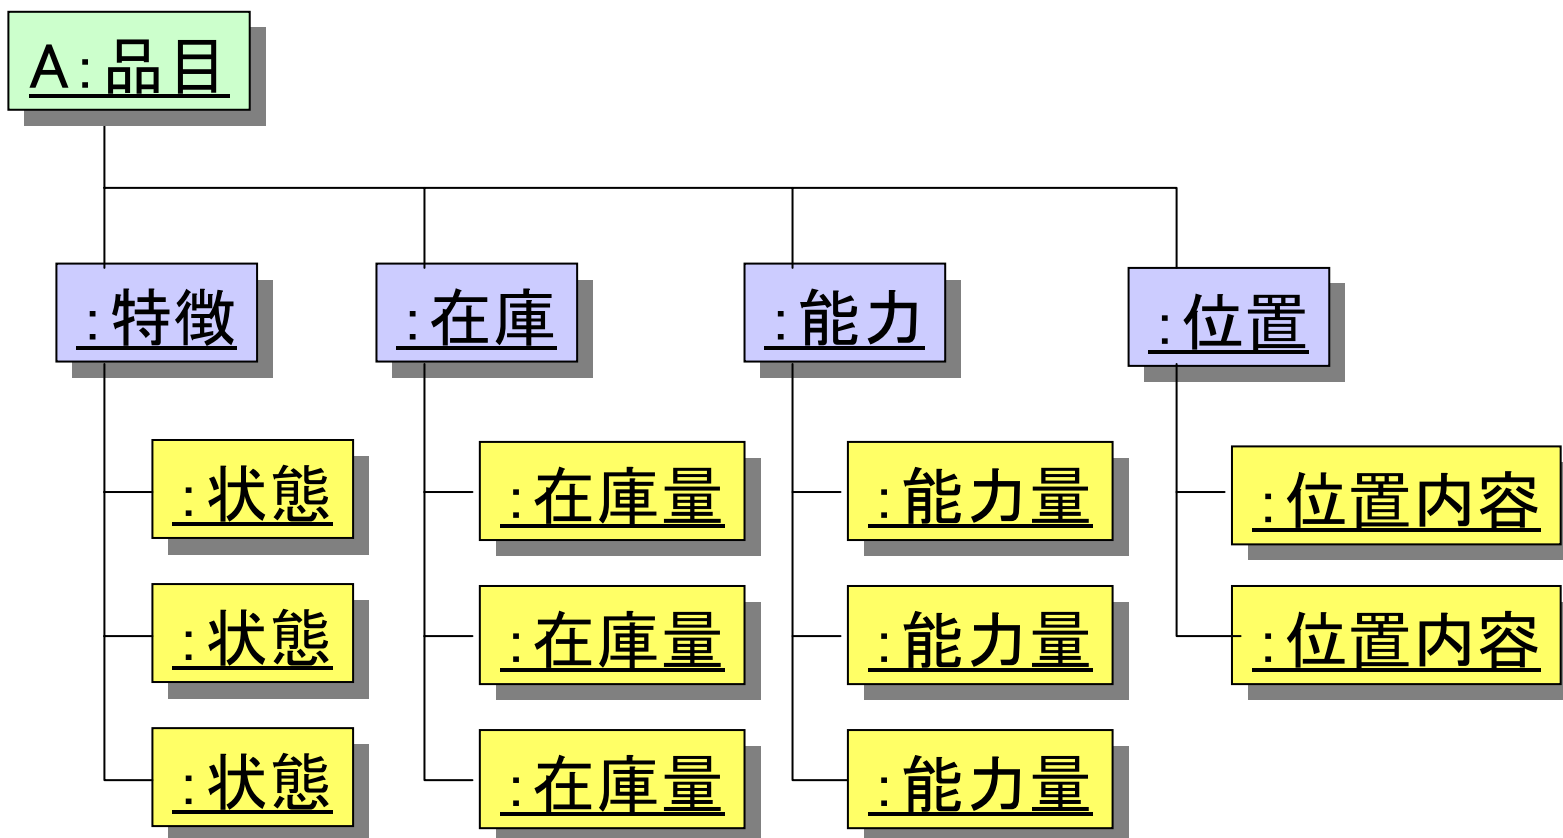 A:品目
:特徴
:在庫
:能力
:位置
:状態
:在庫量
:能力量
:位置内容
:状態
:在庫量
:能力量
:位置内容
:状態
:在庫量
:能力量